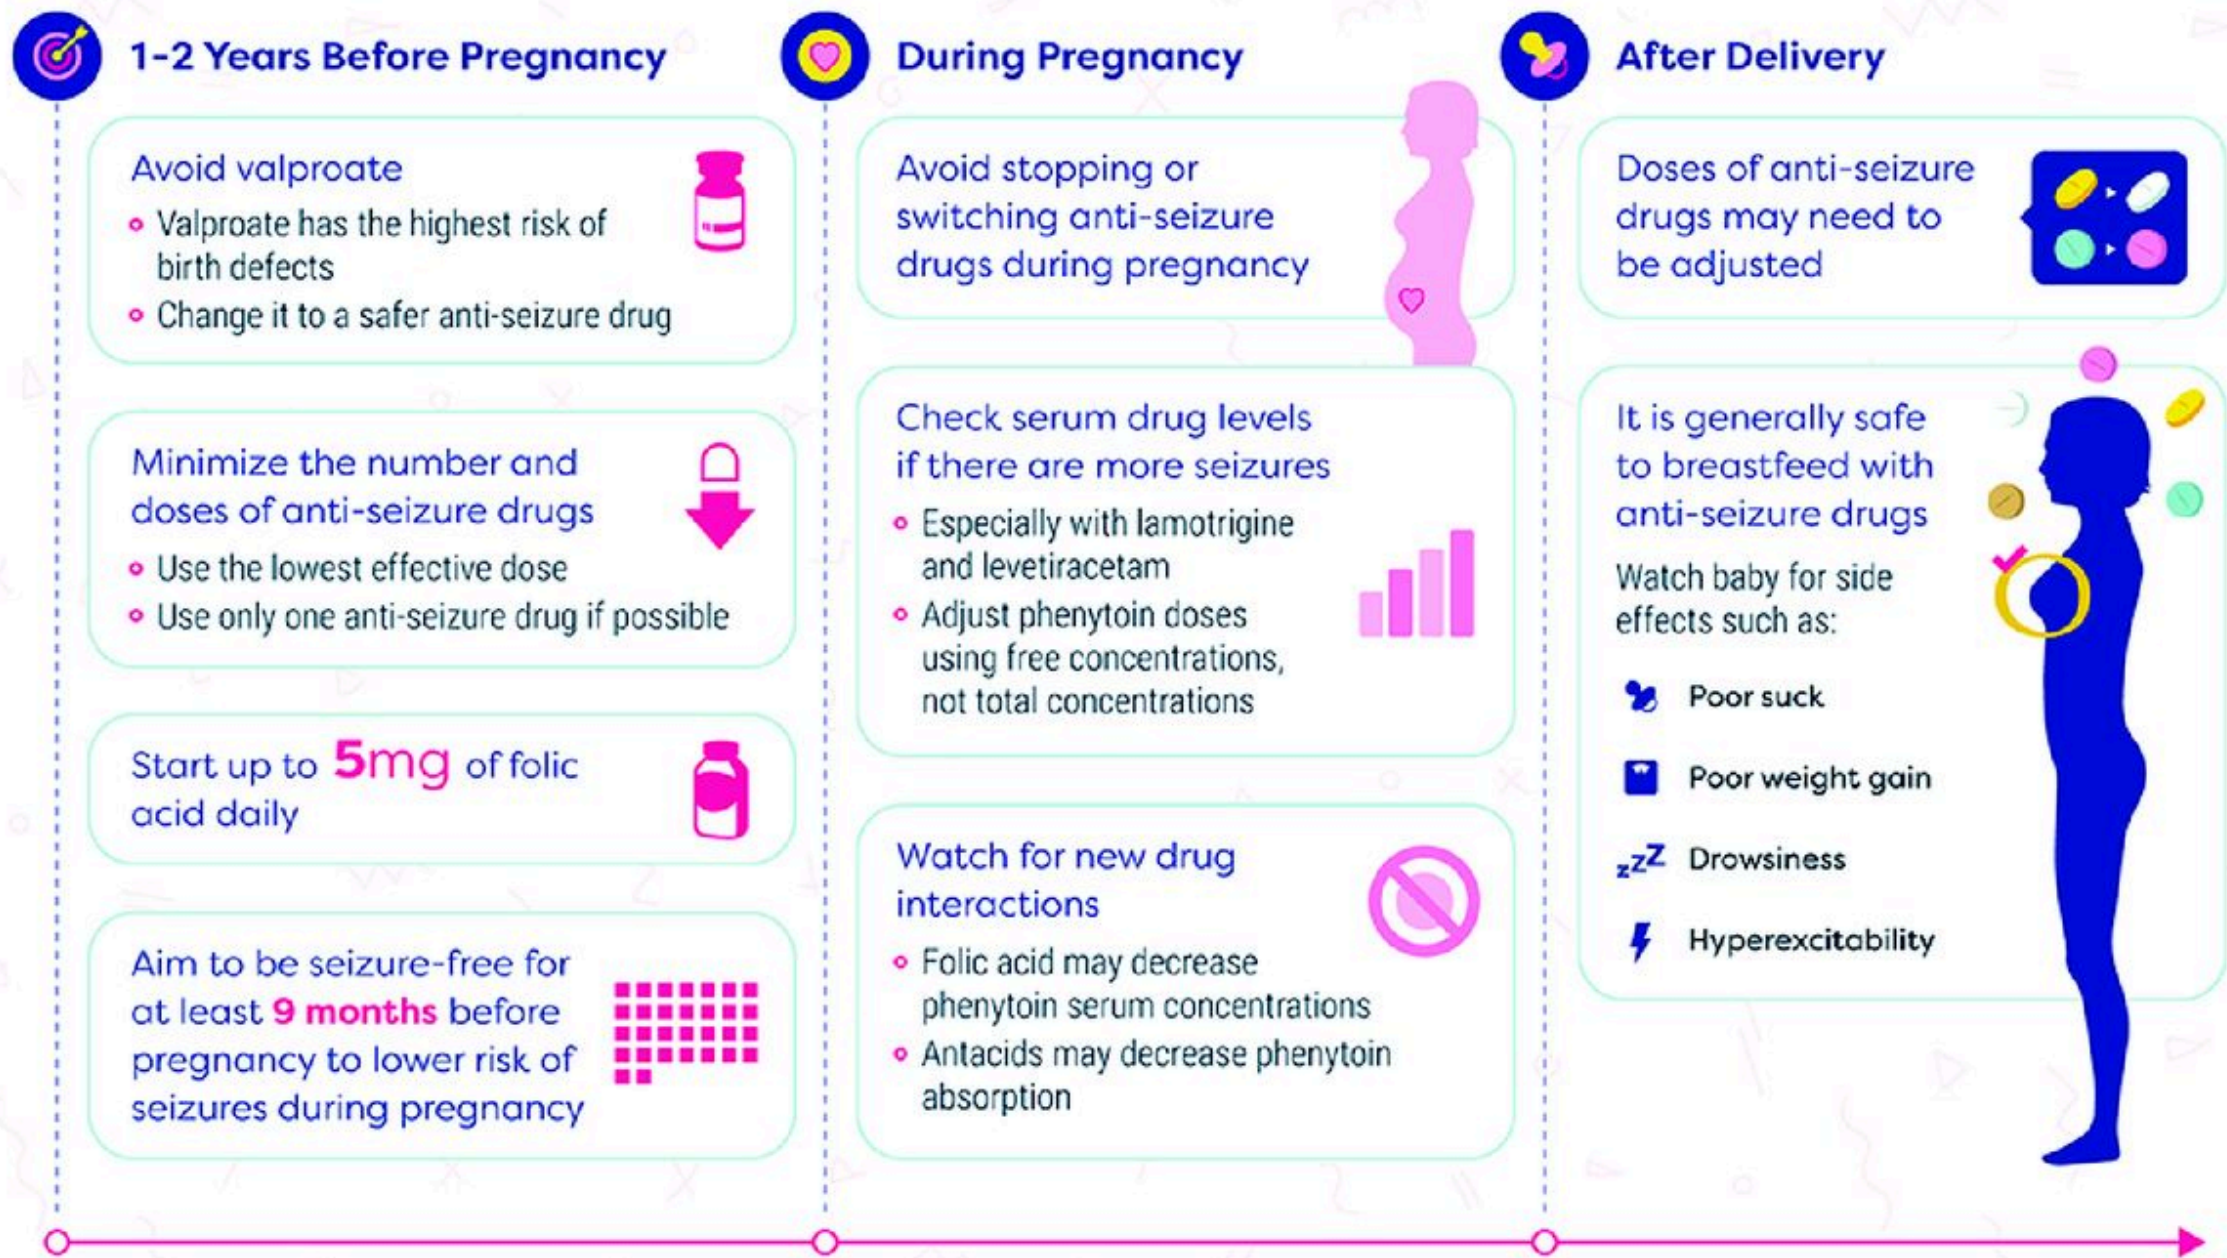 1-2 Years Before Pregnancy
Avoid valproate
Valproate has the highest risk of
birth defects
Change it to a safer anti-seizure drug
Minimize the number and
doses of anti-seizure drugs
Use the lowest effective dose
Use only one anti-seizure drug if possible
Start up to 5mg of folic
acid daily
Aim to be seizure-free for
at least 9 months before
pregnancy to lower risk of
seizures during pregnancy
During Pregnancy
Avoid stopping or
switching anti-seizure
drugs during pregnancy
Check serum drug levels
if there are more seizures
Especially with lamotrigine
and levetiracetam
Adjust phenytoin doses
using free concentrations,
not total concentrations
Watch for new drug
interactions
Folic acid may decrease
phenytoin serum concentrations
Antacids may decrease phenytoin
absorption
After Delivery
Doses of anti-seizure
drugs may need to
be adjusted
It is generally safe
to breastfeed with
anti-seizure drugs
Watch baby for side
effects such as:
Poor suck
Poor weight gain
zzZ Drowsiness
Hyperexcitability